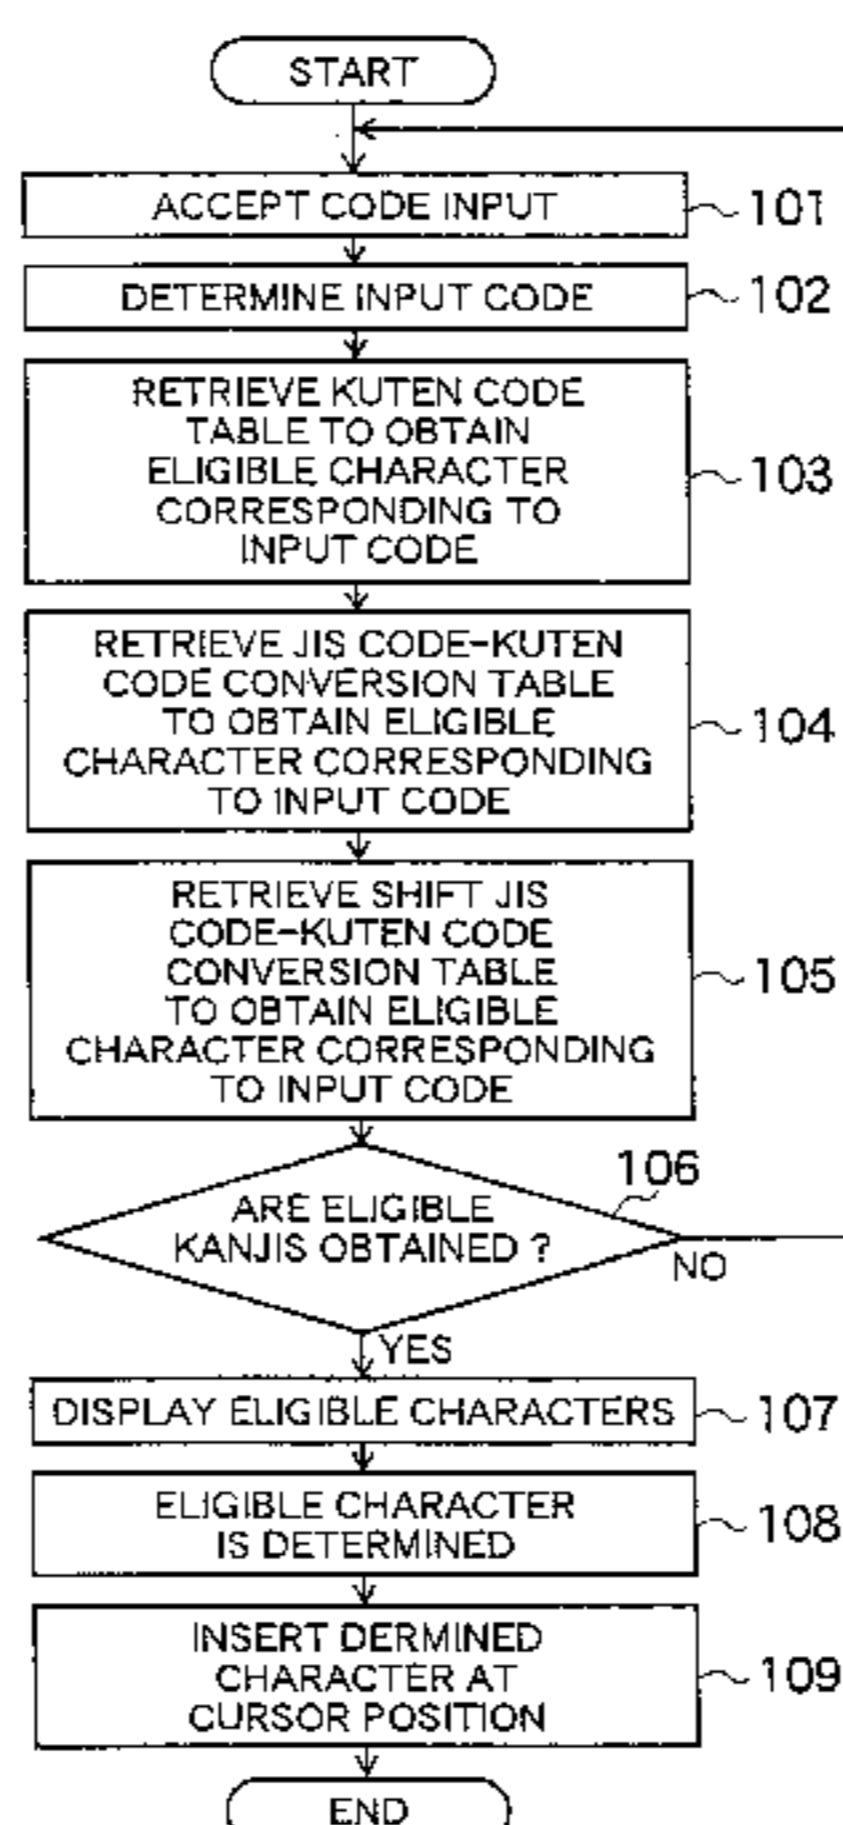 START
ACCEPT CODE INPUT
101
DETERMINE INPUT CODE
102
RETRIEVE KUTEN CODE
TABLE TO OBTAIN
ELIGIBLE CHARACTER
CORRESPONDING TO
INPUT CODE
103
RETRIEVE JIS CODE-KUTEN
CODE CONVERSION TABLE
TO OBTAIN ELIGIBLE
CHARACTER CORRESPONDING
TO INPUT CODE
104
RETRIEVE SHIFT JIS
CODE-KUTEN CODE
CONVERSION TABLE
TO OBTAIN ELIGIBLE
CHARACTER CORRESPONDING
TO INPUT CODE
105
106
ARE ELIGIBLE
KANJIS OBTAINED ?
NO
YES
DISPLAY ELIGIBLE CHARACTERS
107
ELIGIBLE CHARACTER
IS DETERMINED
108
INSERT DERMINED
CHARACTER AT
CURSOR POSITION
109
END